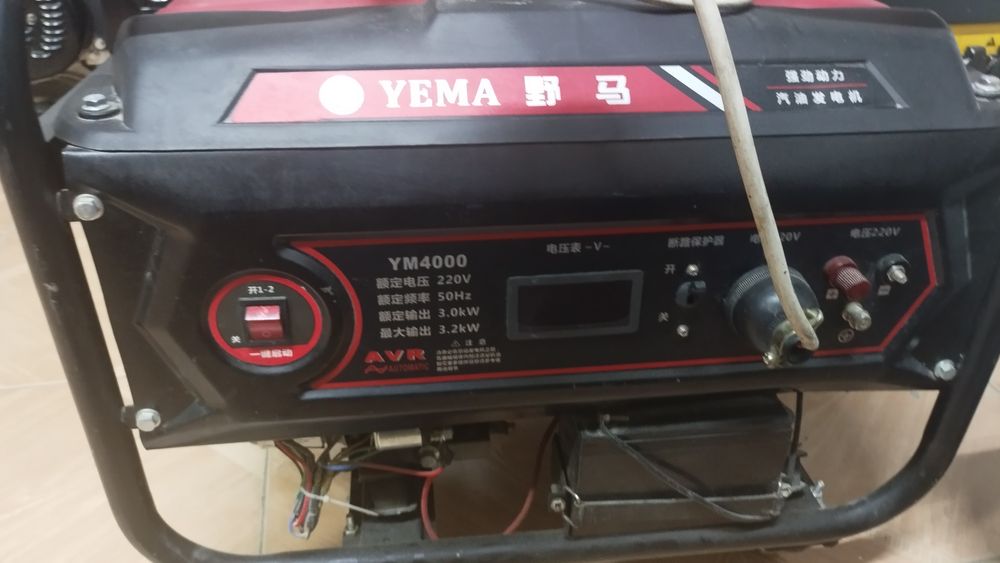 YEMA 野马
强劲动力
汽油发电机
YM4000
额定电压 220V
额定频率 50Hz
额定输出 3.0kW
最大输出 3.2kW
AVR
AUTOMATIC
⚠ 注意
电压表 -V~
断路保护器
开
关
电压220V
开1-2
关
一键启动